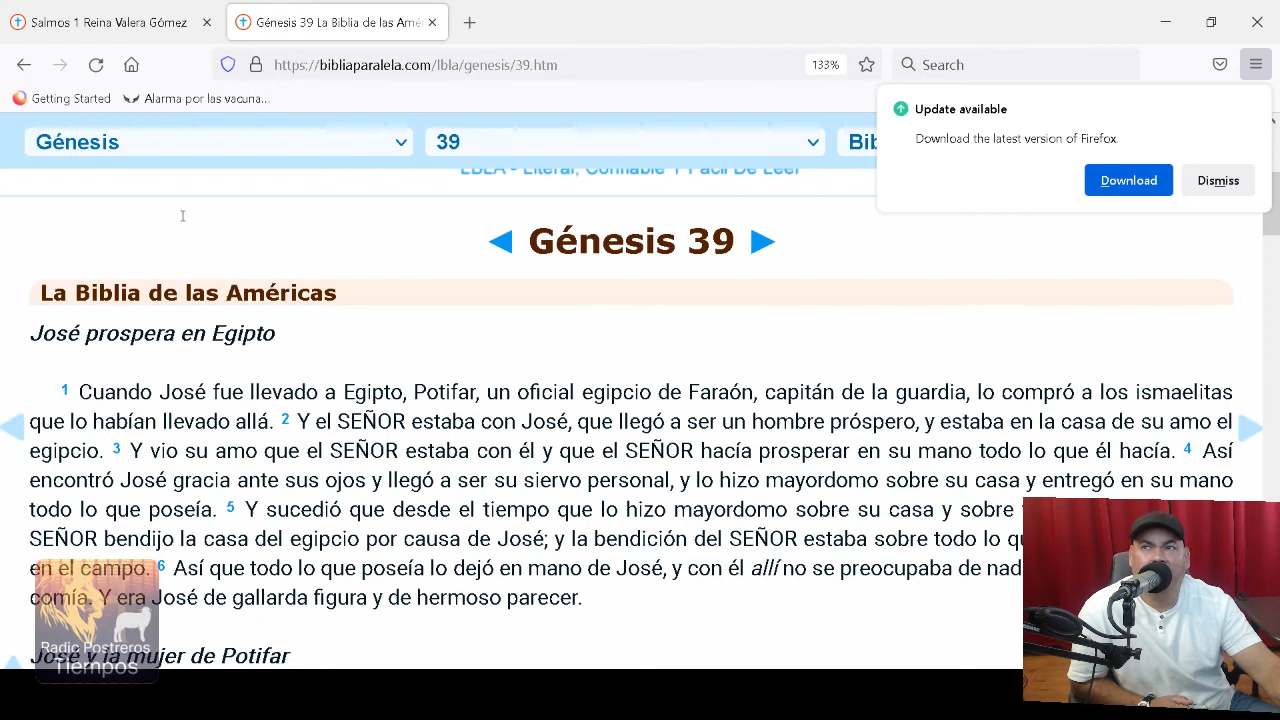 Salmos 1 Reina Valera Gómez
Génesis 39 La Biblia de las Amé
https://bibliaparalela.com/lbla/genesis/39.htm
133%
Search
Getting Started
Alarma por las vacuna...
Update available
Download the latest version of Firefox.
Download
Dismiss
Génesis
39
Bib
LBLA - Literal, Confiable Y Fácil De Leer
Génesis 39
La Biblia de las Américas
José prospera en Egipto
1 Cuando José fue llevado a Egipto, Potifar, un oficial egipcio de Faraón, capitán de la guardia, lo compró a los ismaelitas
que lo habían llevado allá. 2 Y el SEÑOR estaba con José, que llegó a ser un hombre próspero, y estaba en la casa de su amo el
egipcio. 3 Y vio su amo que el SEÑOR estaba con él y que el SEÑOR hacía prosperar en su mano todo lo que él hacía. 4 Así
encontró José gracia ante sus ojos y llegó a ser su siervo personal, y lo hizo mayordomo sobre su casa y entregó en su mano
todo lo que poseía. 5 Y sucedió que desde el tiempo que lo hizo mayordomo sobre su casa y sobre
SEÑOR bendijo la casa del egipcio por causa de José; y la bendición del SEÑOR estaba sobre todo lo
en el campo. 6 Así que todo lo que poseía lo dejó en mano de José, y con él allí no se preocupaba de
comía. Y era José de gallarda figura y de hermoso parecer.
José y la mujer de Potifar
Radio Postreros
Tiempos